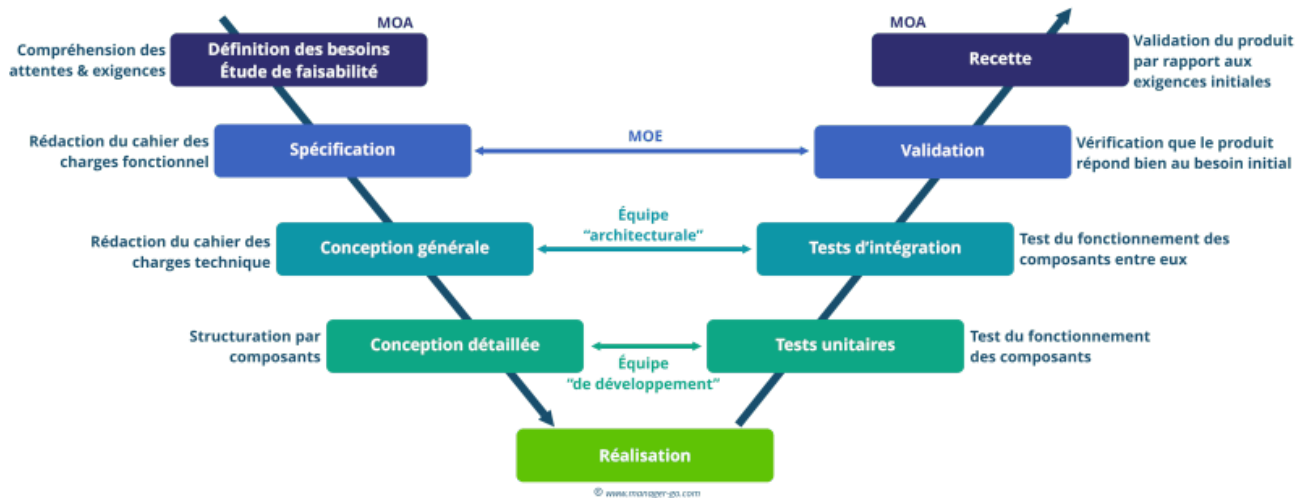 MOA
MOA
Compréhension des
attentes & exigences
Définition des besoins
Étude de faisabilité
Recette
Validation du produit
par rapport aux
exigences initiales
Rédaction du cahier des
charges fonctionnel
Spécification
MOE
Validation
Vérification que le produit
répond bien au besoin initial
Rédaction du cahier des
charges technique
Conception générale
Équipe
“architecturale”
Tests d’intégration
Test du fonctionnement des
composants entre eux
Structuration par
composants
Conception détaillée
Équipe
“de développement”
Tests unitaires
Test du fonctionnement
des composants
Réalisation
© www.manager-go.com